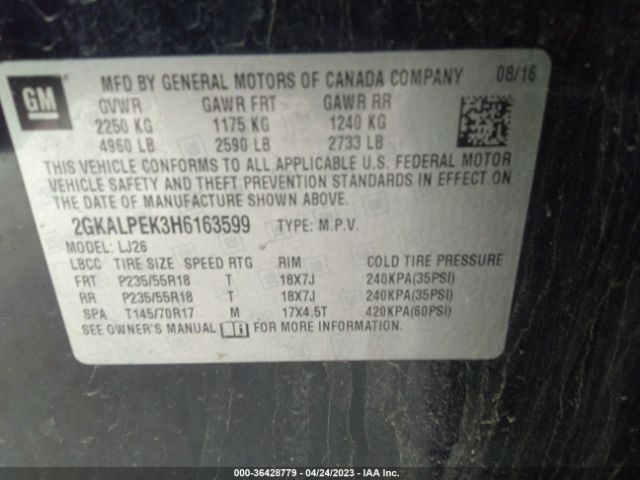 GM
MFD BY GENERAL MOTORS OF CANADA COMPANY 08/16
GVWR GAWR FRT GAWR RR
2250 KG 1175 KG 1240 KG
4960 LB 2590 LB 2733 LB
THIS VEHICLE CONFORMS TO ALL APPLICABLE U.S. FEDERAL MOTOR
VEHICLE SAFETY AND THEFT PREVENTION STANDARDS IN EFFECT ON
THE DATE OF MANUFACTURE SHOWN ABOVE.
2GKALPEK3H6163599 TYPE: M.P.V.
MODEL: LJ26
LBCC TIRE SIZE SPEED RTG RIM COLD TIRE PRESSURE
FRT P235/55R18 T 18X7J 240KPA(35PSI)
RR P235/55R18 T 18X7J 240KPA(35PSI)
SPA T145/70R17 M 17X4.5T 420KPA(60PSI)
SEE OWNER'S MANUAL FOR MORE INFORMATION.
000-36428779 - 04/24/2023 - IAA Inc.